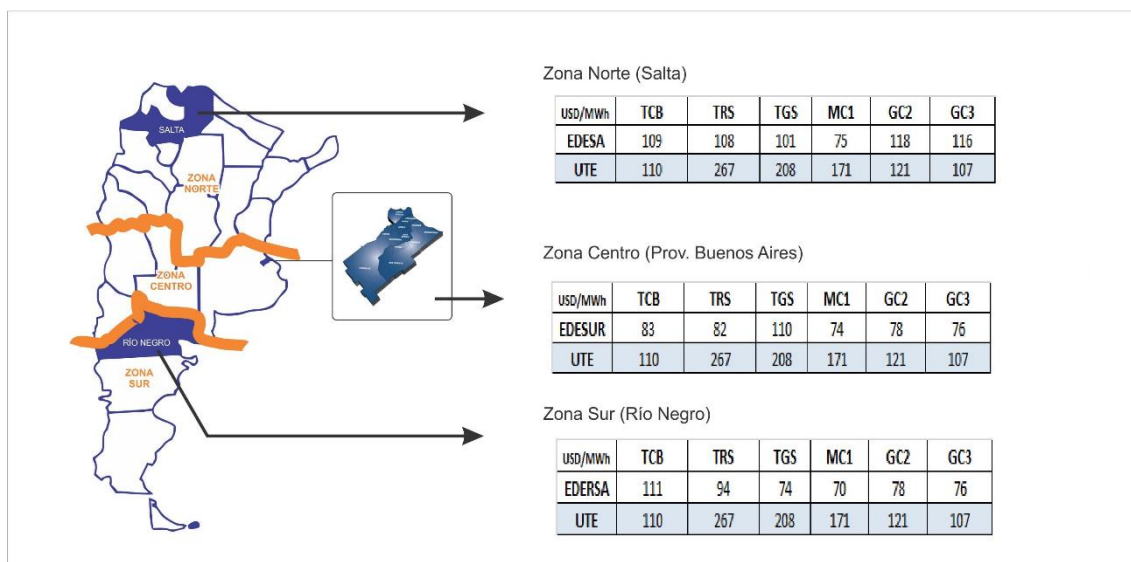 Zona Norte (Salta)
USD/MWh TCB TRS TGS MC1 GC2 GC3
EDESA 109 108 101 75 118 116
UTE 110 267 208 171 121 107
SALTA
ZONA
NORTE
Zona Centro (Prov. Buenos Aires)
USD/MWh TCB TRS TGS MC1 GC2 GC3
EDESUR 83 82 110 74 78 76
UTE 110 267 208 171 121 107
ZONA
CENTRO
RÍO NEGRO
ZONA
SUR
Zona Sur (Río Negro)
USD/MWh TCB TRS TGS MC1 GC2 GC3
EDERSA 111 94 74 70 78 76
UTE 110 267 208 171 121 107